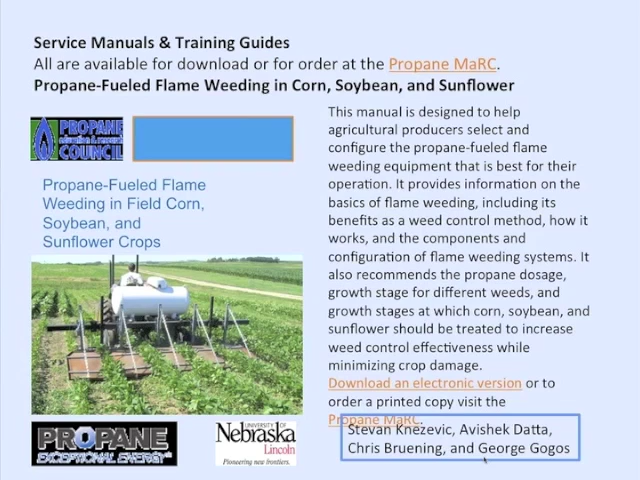 Service Manuals & Training Guides
All are available for download or for order at the Propane MaRC.
Propane-Fueled Flame Weeding in Corn, Soybean, and Sunflower
PROPANE
education & research
COUNCIL
Propane-Fueled Flame
Weeding in Field Corn,
Soybean, and
Sunflower Crops
This manual is designed to help
agricultural producers select and
configure the propane-fueled flame
weeding equipment that is best for their
operation. It provides information on the
basics of flame weeding, including its
benefits as a weed control method, how it
works, and the components and
configuration of flame weeding systems. It
also recommends the propane dosage,
growth stage for different weeds, and
growth stages at which corn, soybean, and
sunflower should be treated to increase
weed control effectiveness while
minimizing crop damage.
Download an electronic version or to
order a printed copy visit the
Propane MaRC.
Stevan Knezevic, Avishek Datta,
Chris Bruening, and George Gogos
PROPANE
EXCEPTIONAL ENERGY
UNIVERSITY OF
Nebraska
Lincoln
Pioneering new frontiers.